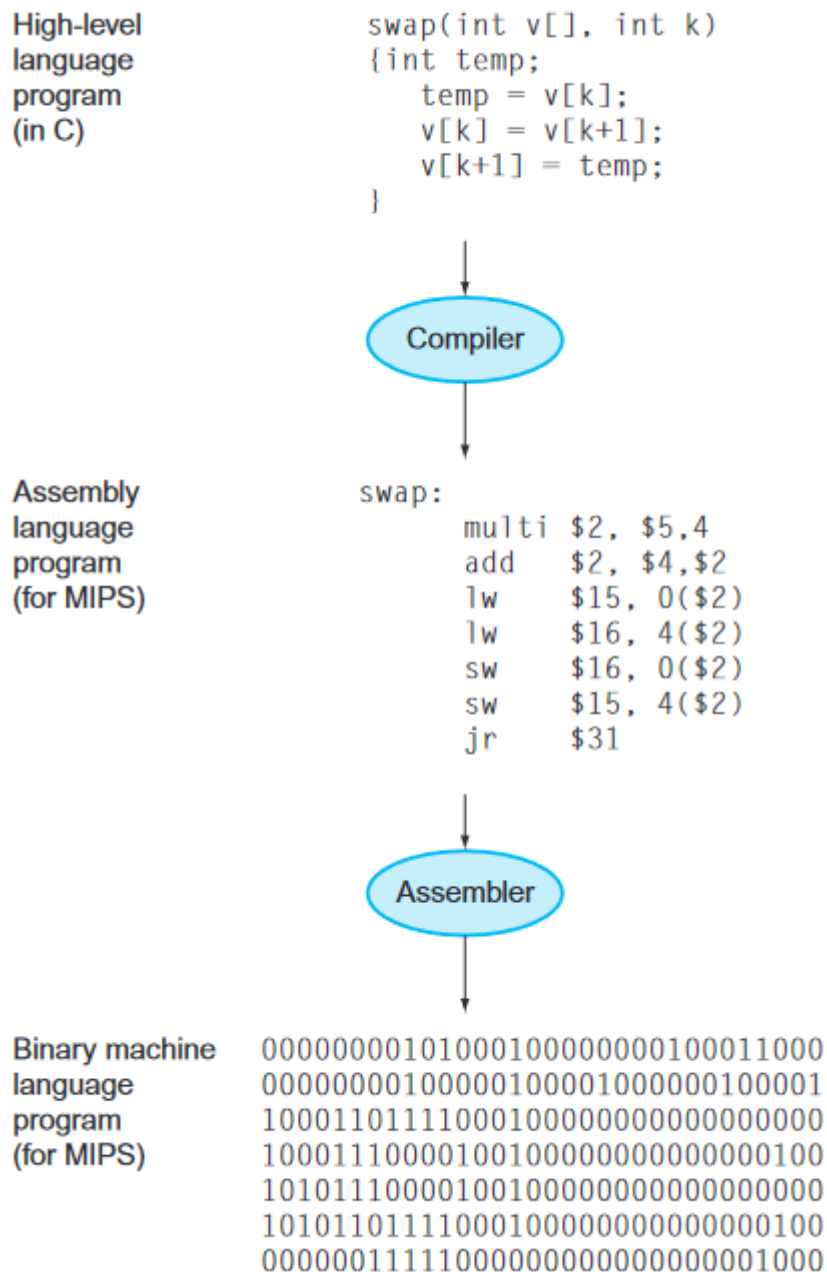 High-level swap(int v[], int k)
language {int temp;
program temp = v[k];
(in C) v[k] = v[k+1];
v[k+1] = temp;
}
Compiler
Assembly swap:
language multi $2, $5,4
program add $2, $4,$2
(for MIPS) lw $15, 0($2)
lw $16, 4($2)
sw $16, 0($2)
sw $15, 4($2)
jr $31
Assembler
Binary machine 00000000101000100000000100011000
language 00000000100000100001000000100001
program 10001101111000100000000000000000
(for MIPS) 10001110000100100000000000000100
10101110000100100000000000000000
10101101111000100000000000000100
00000011111000000000000000001000